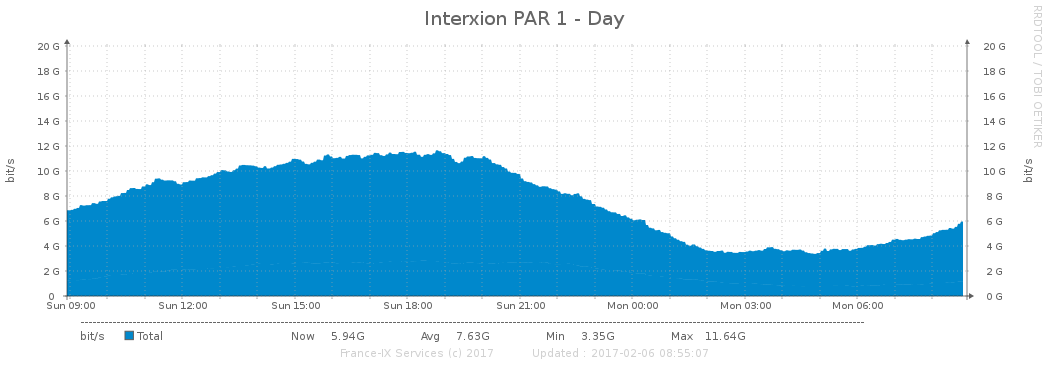 Interxion PAR 1 - Day
RRDTOOL / TOBI OETIKER
bit/s
20 G 20 G
18 G 18 G
16 G 16 G
14 G 14 G
12 G 12 G
10 G 10 G
8 G 8 G
6 G 6 G
4 G 4 G
2 G 2 G
0 0 G
bit/s
Sun 09:00 Sun 12:00 Sun 15:00 Sun 18:00 Sun 21:00 Mon 00:00 Mon 03:00 Mon 06:00
bit/s Total Now 5.94G Avg 7.63G Min 3.35G Max 11.64G
France-IX Services (c) 2017 Updated : 2017-02-06 08:55:07